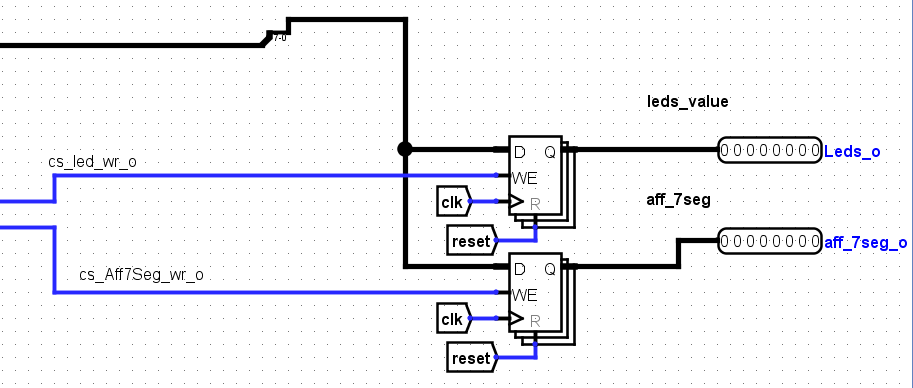 7-0
leds_value
cs_led_wr_o
D Q
WE
R
clk
reset
0 0 0 0 0 0 0 0
Leds_o
aff_7seg
0 0 0 0 0 0 0 0
aff_7seg_o
cs_Aff7Seg_wr_o
D Q
WE
R
clk
reset